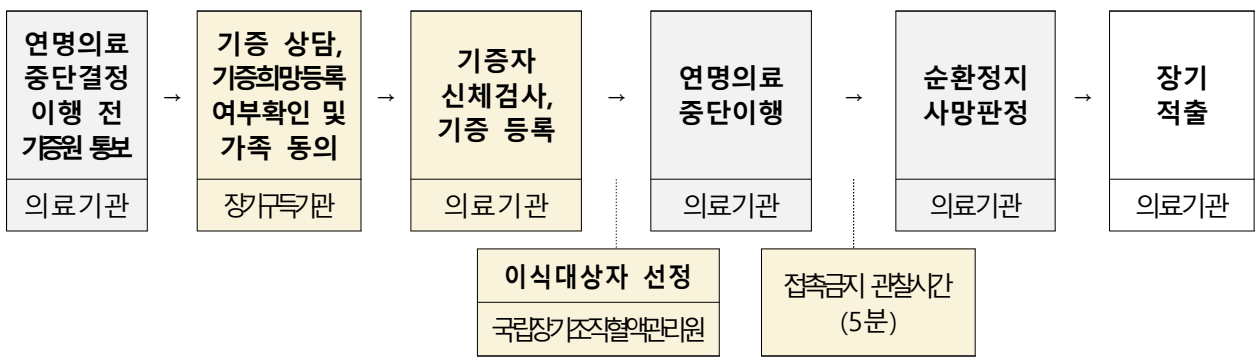 연명의료
중단결정
이행 전
기증원 통보
의료기관
→
기증 상담,
기증희망등록
여부확인 및
가족 동의
장기구득기관
→
기증자
신체검사,
기증 등록
의료기관
→
연명의료
중단이행
의료기관
→
순환정지
사망판정
의료기관
→
장기
적출
의료기관
이식대상자 선정
국립장기조직혈액관리원
접촉금지 관찰시간
(5분)